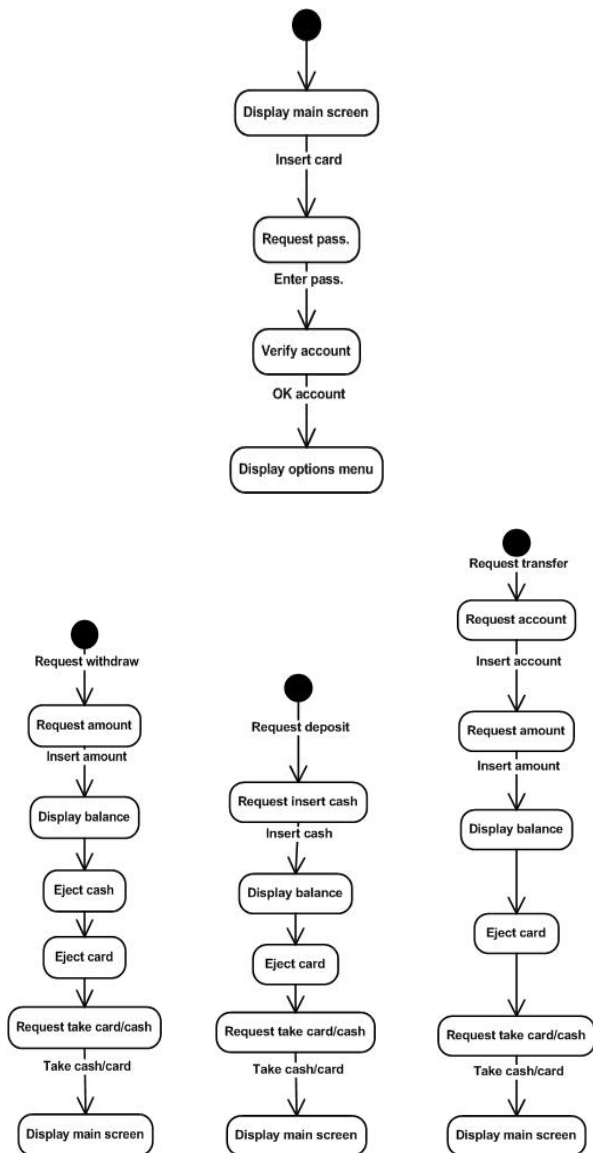 Display main screen
Insert card
Request pass.
Enter pass.
Verify account
OK account
Display options menu
Request withdraw
Request amount
Insert amount
Display balance
Eject cash
Eject card
Request take card/cash
Take cash/card
Display main screen
Request deposit
Request insert cash
Insert cash
Display balance
Eject card
Request take card/cash
Take cash/card
Display main screen
Request transfer
Request account
Insert account
Request amount
Insert amount
Display balance
Eject card
Request take card/cash
Take cash/card
Display main screen